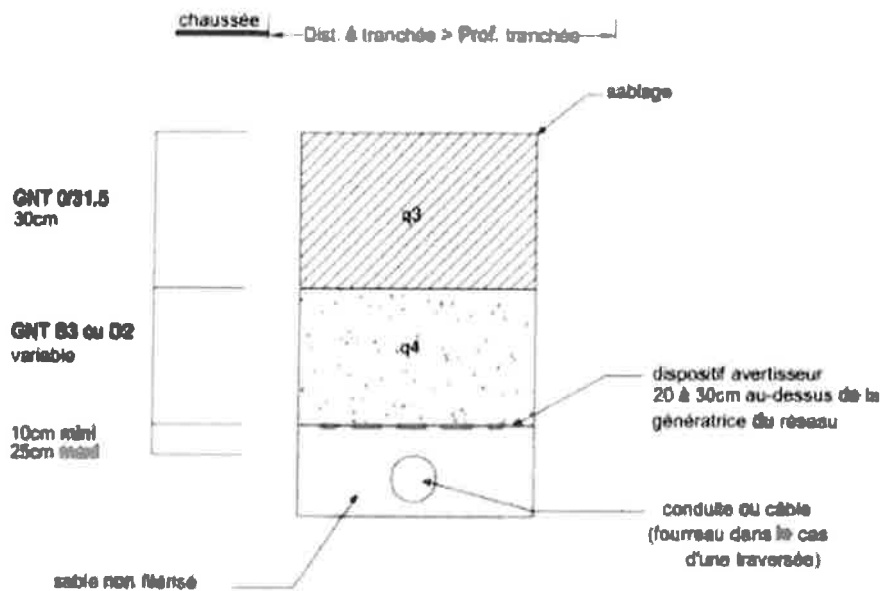 chaussée
Dist. à tranchée > Prof. tranchée
sablage
GNT 0/31.5
30cm
q3
GNT B3 ou D2
variable
q4
dispositif avertisseur
20 à 30cm au-dessus de la
génératrice du réseau
10cm mini
25cm maxi
conduite ou câble
(fourreau dans le cas
d'une traversée)
sable non fillérisé